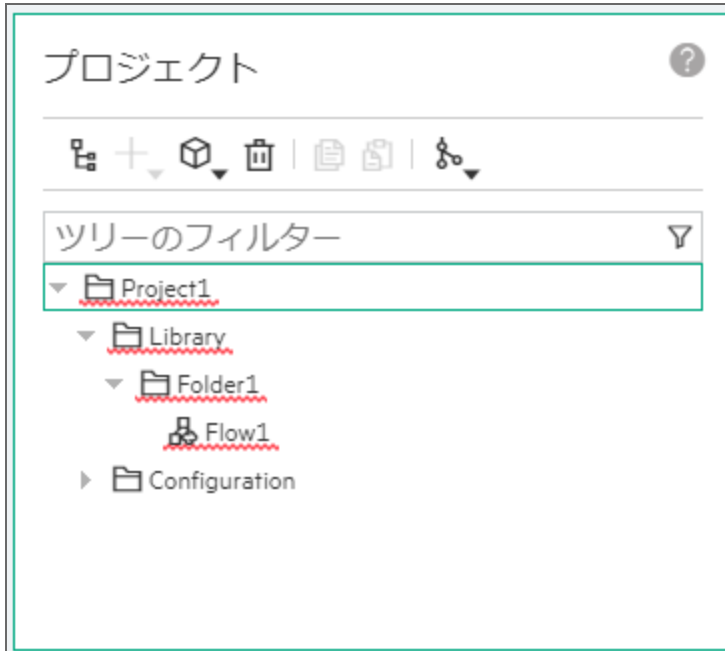 プロジェクト
ツリーのフィルター
Project1
Library
Folder1
Flow1
Configuration